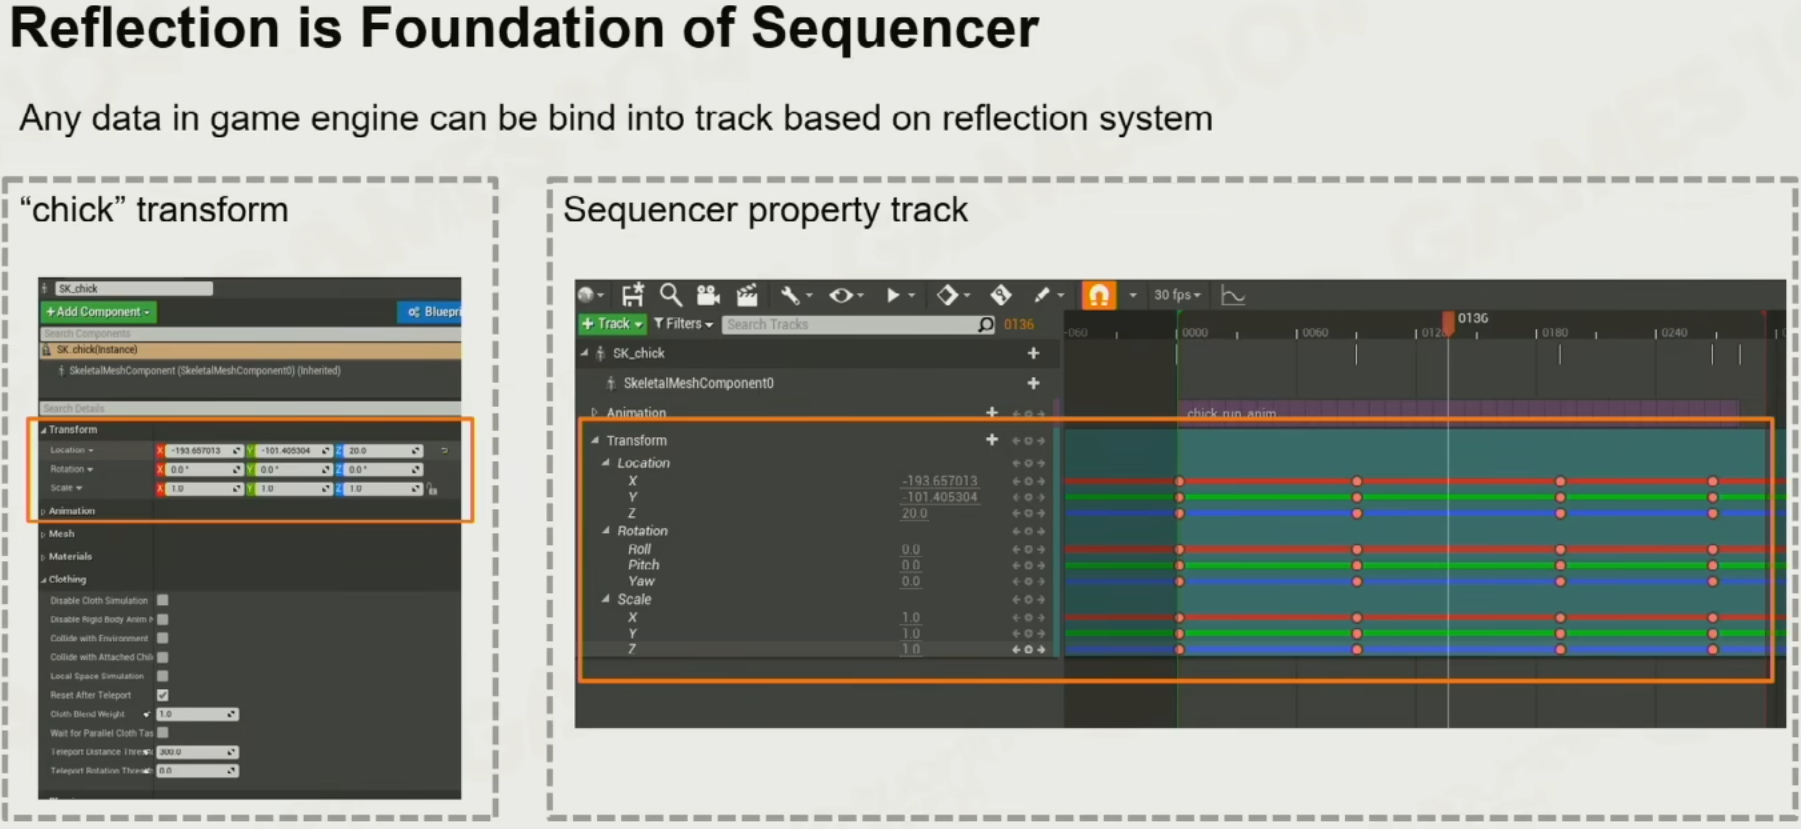 Reflection is Foundation of Sequencer
Any data in game engine can be bind into track based on reflection system
“chick” transform
SK_chick
+Add Component
Bluepri
Search Components
SK_chick(Instance)
SkeletalMeshComponent (SkeletalMeshComponent0) (Inherited)
Search Details
Transform
Location X -193.657013 Y -101.405304 Z 20.0
Rotation X 0.0° Y 0.0° Z 0.0°
Scale X 1.0 Y 1.0 Z 1.0
Animation
Mesh
Materials
Clothing
Disable Cloth Simulation
Disable Rigid Body Anim N
Collide with Environment
Collide with Attached Chil
Local Space Simulation
Reset After Teleport
Cloth Blend Weight 1.0
Wait for Parallel Cloth Tas
Teleport Distance Thresh 300.0
Teleport Rotation Thresh 0.0
Sequencer property track
30 fps
+ Track Filters Search Tracks 0136
-060 0000 0060 0120 0136 0180 0240
SK_chick +
SkeletalMeshComponent0 +
Animation + chick_run_anim
Transform +
Location
X -193.657013
Y -101.405304
Z 20.0
Rotation
Roll 0.0
Pitch 0.0
Yaw 0.0
Scale
X 1.0
Y 1.0
Z 1.0